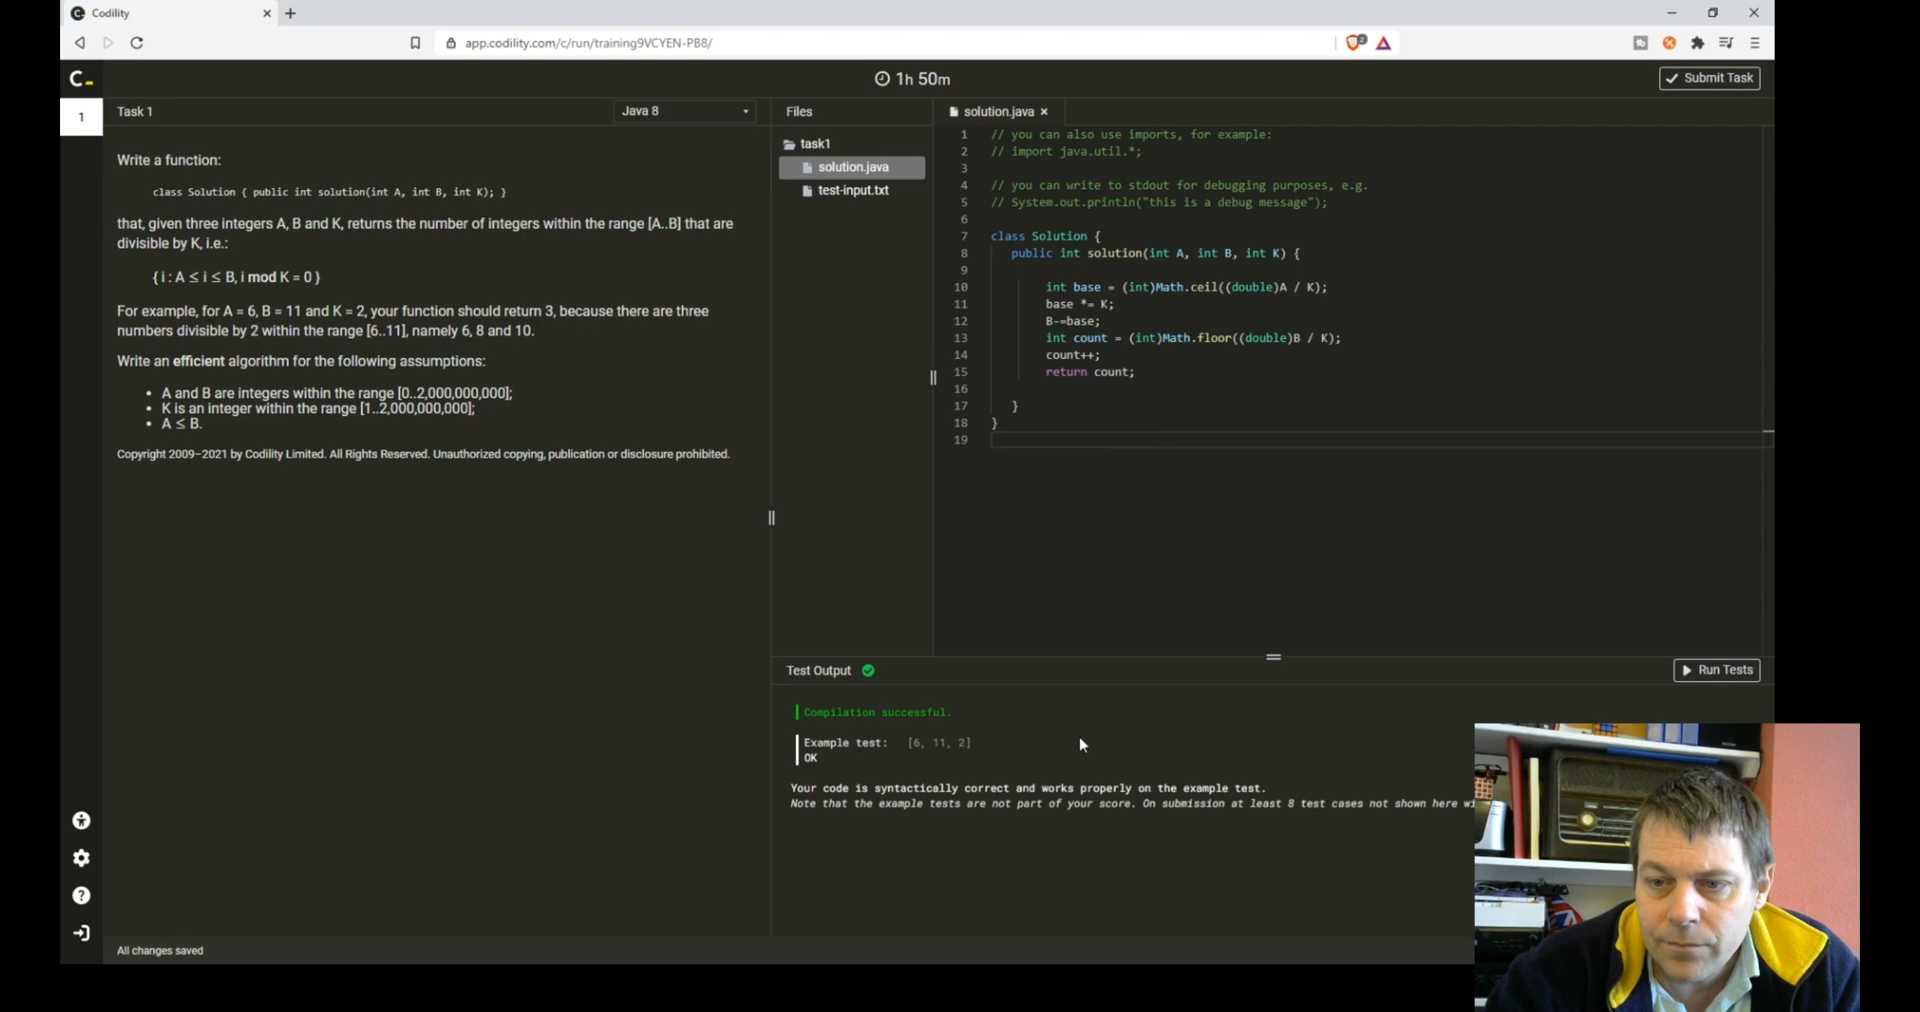 Codility
app.codility.com/c/run/training9VCYEN-PB8/
2
C
1h 50m
Submit Task
1
Task 1
Java 8
Files
solution.java
Write a function:
class Solution { public int solution(int A, int B, int K); }
that, given three integers A, B and K, returns the number of integers within the range [A..B] that are
divisible by K, i.e.:
{ i : A ≤ i ≤ B, i mod K = 0 }
For example, for A = 6, B = 11 and K = 2, your function should return 3, because there are three
numbers divisible by 2 within the range [6..11], namely 6, 8 and 10.
Write an efficient algorithm for the following assumptions:
• A and B are integers within the range [0..2,000,000,000];
• K is an integer within the range [1..2,000,000,000];
• A ≤ B.
Copyright 2009–2021 by Codility Limited. All Rights Reserved. Unauthorized copying, publication or disclosure prohibited.
All changes saved
task1
solution.java
test-input.txt
1 // you can also use imports, for example:
2 // import java.util.*;
3
4 // you can write to stdout for debugging purposes, e.g.
5 // System.out.println("this is a debug message");
6
7 class Solution {
8 public int solution(int A, int B, int K) {
9
10 int base = (int)Math.ceil((double)A / K);
11 base *= K;
12 B-=base;
13 int count = (int)Math.floor((double)B / K);
14 count++;
15 return count;
16
17 }
18 }
19
Test Output
Run Tests
Compilation successful.
Example test: [6, 11, 2]
OK
Your code is syntactically correct and works properly on the example test.
Note that the example tests are not part of your score. On submission at least 8 test cases not shown here wi